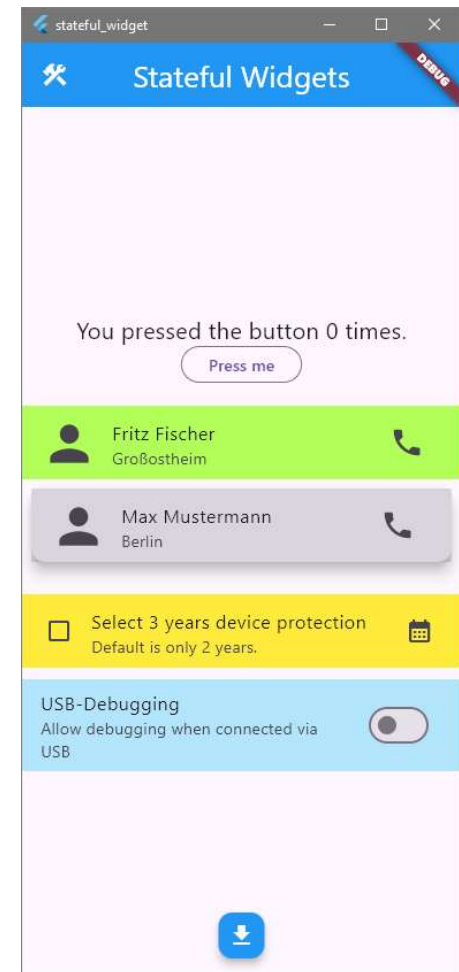 stateful_widget
Stateful Widgets
DEBUG
You pressed the button 0 times.
Press me
Fritz Fischer
Großostheim
Max Mustermann
Berlin
Select 3 years device protection
Default is only 2 years.
USB-Debugging
Allow debugging when connected via
USB